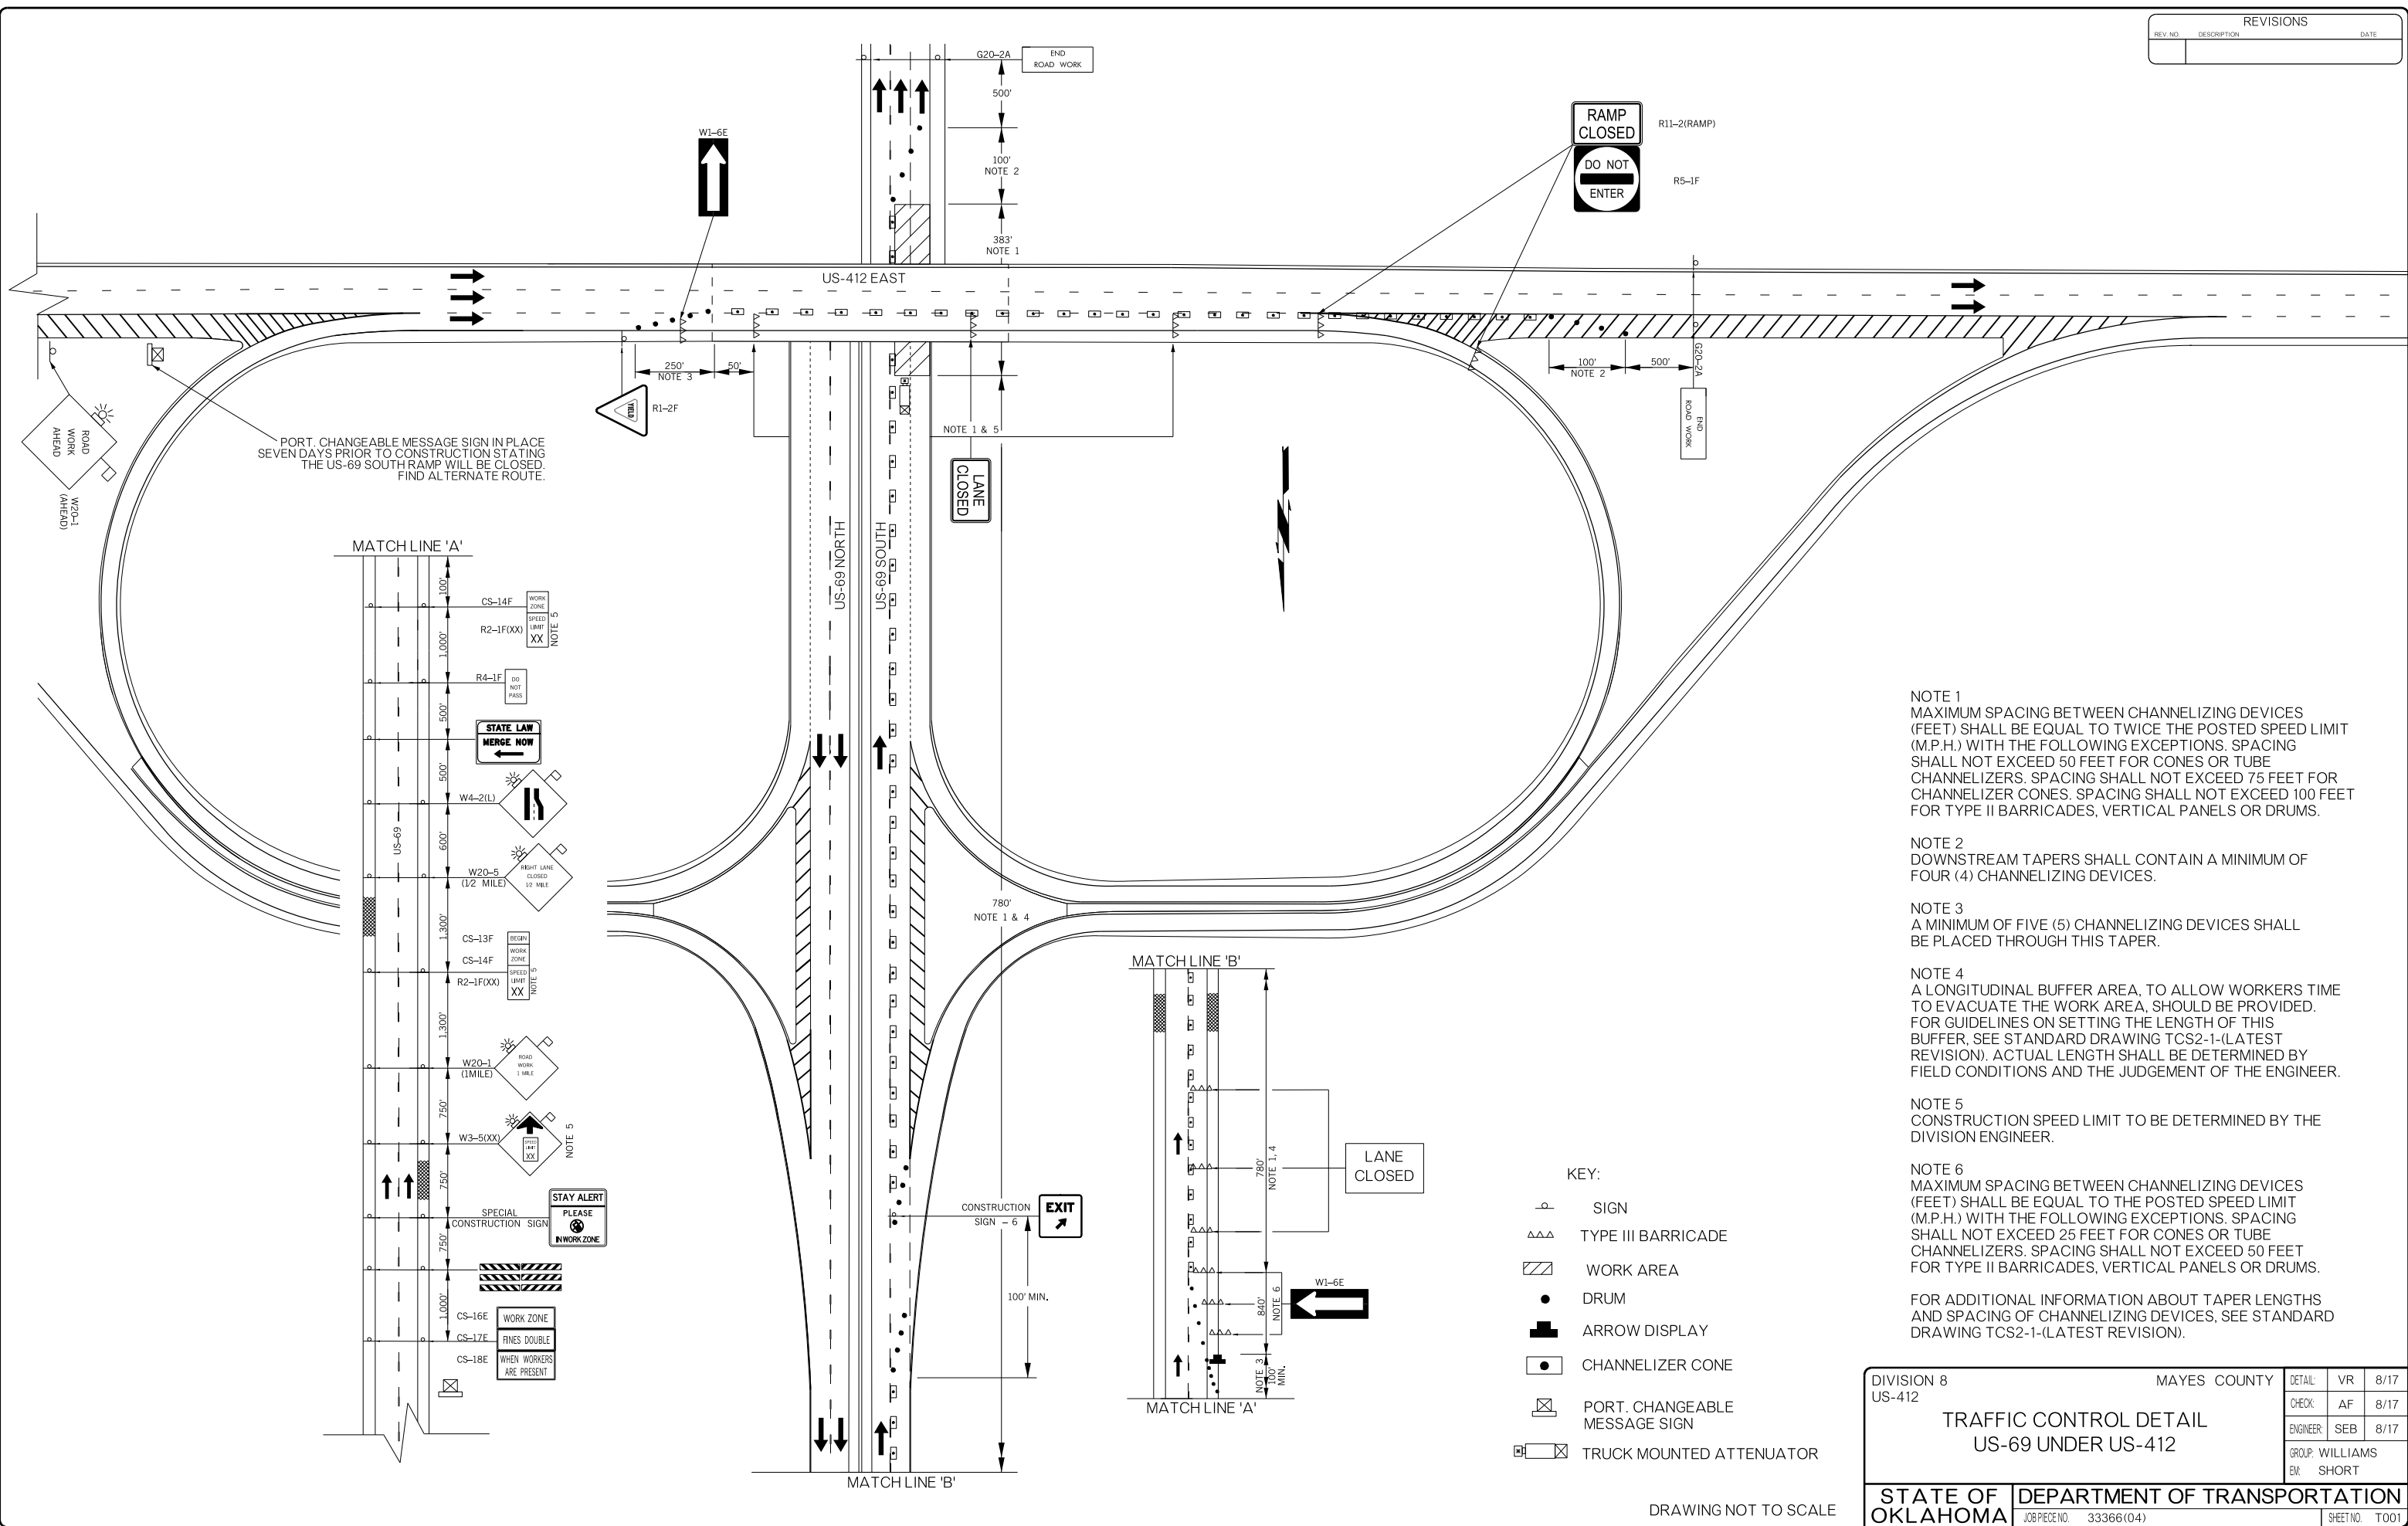 REVISIONS
REV. NO. DESCRIPTION DATE
G20-2A
END
ROAD WORK
500'
100'
NOTE 2
383'
NOTE 1
W1-6E
RAMP
CLOSED
R11-2(RAMP)
DO NOT
ENTER
R5-1F
US-412 EAST
250'
NOTE 3
50'
YIELD
R1-2F
100'
NOTE 2
500'
G20-2A
END
ROAD WORK
ROAD
WORK
AHEAD
W20-1
(AHEAD)
PORT. CHANGEABLE MESSAGE SIGN IN PLACE
SEVEN DAYS PRIOR TO CONSTRUCTION STATING
THE US-69 SOUTH RAMP WILL BE CLOSED.
FIND ALTERNATE ROUTE.
NOTE 1 & 5
LANE
CLOSED
US-69 NORTH
US-69 SOUTH
MATCH LINE 'A'
100'
CS-14F
WORK
ZONE
R2-1F(XX)
SPEED
LIMIT
XX
NOTE 5
1,000'
R4-1F
DO
NOT
PASS
500'
STATE LAW
MERGE NOW
500'
W4-2(L)
600'
US-69
W20-5
(1/2 MILE)
RIGHT LANE
CLOSED
1/2 MILE
1,300'
CS-13F
BEGIN
CS-14F
WORK
ZONE
R2-1F(XX)
SPEED
LIMIT
XX
NOTE 5
1,300'
W20-1
(1MILE)
ROAD
WORK
1 MILE
750'
W3-5(XX)
SPEED
LIMIT
XX
NOTE 5
750'
SPECIAL
CONSTRUCTION SIGN
STAY ALERT
PLEASE
IN WORK ZONE
750'
1,000'
CS-16E
WORK ZONE
CS-17E
FINES DOUBLE
CS-18E
WHEN WORKERS
ARE PRESENT
780'
NOTE 1 & 4
CONSTRUCTION
SIGN - 6
EXIT
100' MIN.
MATCH LINE 'B'
MATCH LINE 'B'
780'
NOTE 1, 4
LANE
CLOSED
W1-6E
840'
NOTE 6
NOTE 3
100'
MIN.
MATCH LINE 'A'
KEY:
SIGN
TYPE III BARRICADE
WORK AREA
DRUM
ARROW DISPLAY
CHANNELIZER CONE
PORT. CHANGEABLE
MESSAGE SIGN
TRUCK MOUNTED ATTENUATOR
DRAWING NOT TO SCALE
NOTE 1
MAXIMUM SPACING BETWEEN CHANNELIZING DEVICES
(FEET) SHALL BE EQUAL TO TWICE THE POSTED SPEED LIMIT
(M.P.H.) WITH THE FOLLOWING EXCEPTIONS. SPACING
SHALL NOT EXCEED 50 FEET FOR CONES OR TUBE
CHANNELIZERS. SPACING SHALL NOT EXCEED 75 FEET FOR
CHANNELIZER CONES. SPACING SHALL NOT EXCEED 100 FEET
FOR TYPE II BARRICADES, VERTICAL PANELS OR DRUMS.
NOTE 2
DOWNSTREAM TAPERS SHALL CONTAIN A MINIMUM OF
FOUR (4) CHANNELIZING DEVICES.
NOTE 3
A MINIMUM OF FIVE (5) CHANNELIZING DEVICES SHALL
BE PLACED THROUGH THIS TAPER.
NOTE 4
A LONGITUDINAL BUFFER AREA, TO ALLOW WORKERS TIME
TO EVACUATE THE WORK AREA, SHOULD BE PROVIDED.
FOR GUIDELINES ON SETTING THE LENGTH OF THIS
BUFFER, SEE STANDARD DRAWING TCS2-1-(LATEST
REVISION). ACTUAL LENGTH SHALL BE DETERMINED BY
FIELD CONDITIONS AND THE JUDGEMENT OF THE ENGINEER.
NOTE 5
CONSTRUCTION SPEED LIMIT TO BE DETERMINED BY THE
DIVISION ENGINEER.
NOTE 6
MAXIMUM SPACING BETWEEN CHANNELIZING DEVICES
(FEET) SHALL BE EQUAL TO THE POSTED SPEED LIMIT
(M.P.H.) WITH THE FOLLOWING EXCEPTIONS. SPACING
SHALL NOT EXCEED 25 FEET FOR CONES OR TUBE
CHANNELIZERS. SPACING SHALL NOT EXCEED 50 FEET
FOR TYPE II BARRICADES, VERTICAL PANELS OR DRUMS.
FOR ADDITIONAL INFORMATION ABOUT TAPER LENGTHS
AND SPACING OF CHANNELIZING DEVICES, SEE STANDARD
DRAWING TCS2-1-(LATEST REVISION).
DIVISION 8 MAYES COUNTY
US-412
TRAFFIC CONTROL DETAIL
US-69 UNDER US-412
DETAIL: VR 8/17
CHECK: AF 8/17
ENGINEER: SEB 8/17
GROUP: WILLIAMS
EM: SHORT
STATE OF
OKLAHOMA
DEPARTMENT OF TRANSPORTATION
JOB PIECE NO. 33366(04) SHEET NO. T001